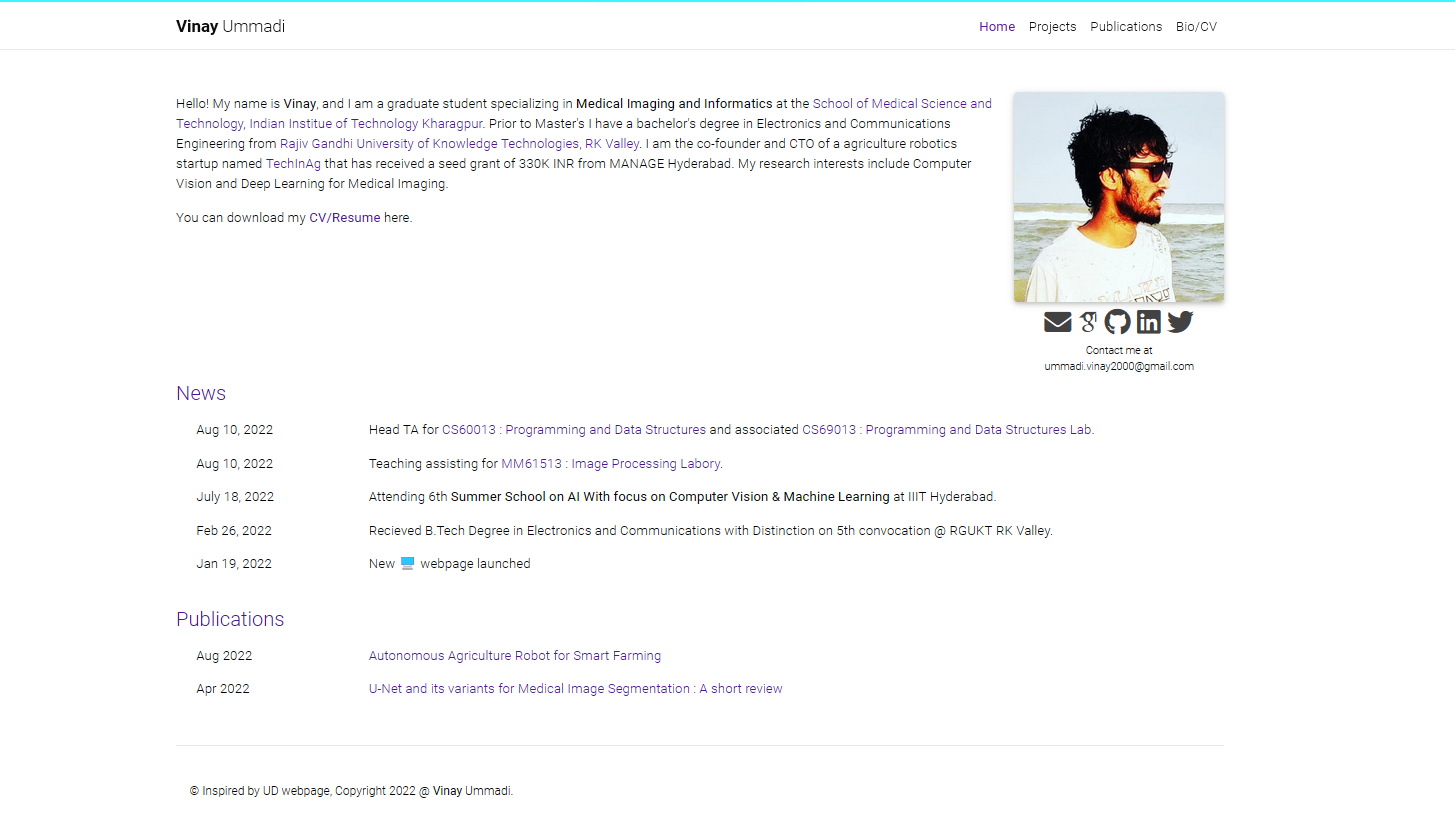 Vinay Ummadi
Home Projects Publications Bio/CV
Hello! My name is Vinay, and I am a graduate student specializing in Medical Imaging and Informatics at the School of Medical Science and
Technology, Indian Institue of Technology Kharagpur. Prior to Master's I have a bachelor's degree in Electronics and Communications
Engineering from Rajiv Gandhi University of Knowledge Technologies, RK Valley. I am the co-founder and CTO of a agriculture robotics
startup named TechInAg that has received a seed grant of 330K INR from MANAGE Hyderabad. My research interests include Computer
Vision and Deep Learning for Medical Imaging.
You can download my CV/Resume here.
Contact me at
ummadi.vinay2000@gmail.com
News
Aug 10, 2022 Head TA for CS60013 : Programming and Data Structures and associated CS69013 : Programming and Data Structures Lab.
Aug 10, 2022 Teaching assisting for MM61513 : Image Processing Labory.
July 18, 2022 Attending 6th Summer School on AI With focus on Computer Vision & Machine Learning at IIIT Hyderabad.
Feb 26, 2022 Recieved B.Tech Degree in Electronics and Communications with Distinction on 5th convocation @ RGUKT RK Valley.
Jan 19, 2022 New webpage launched
Publications
Aug 2022 Autonomous Agriculture Robot for Smart Farming
Apr 2022 U-Net and its variants for Medical Image Segmentation : A short review
© Inspired by UD webpage, Copyright 2022 @ Vinay Ummadi.